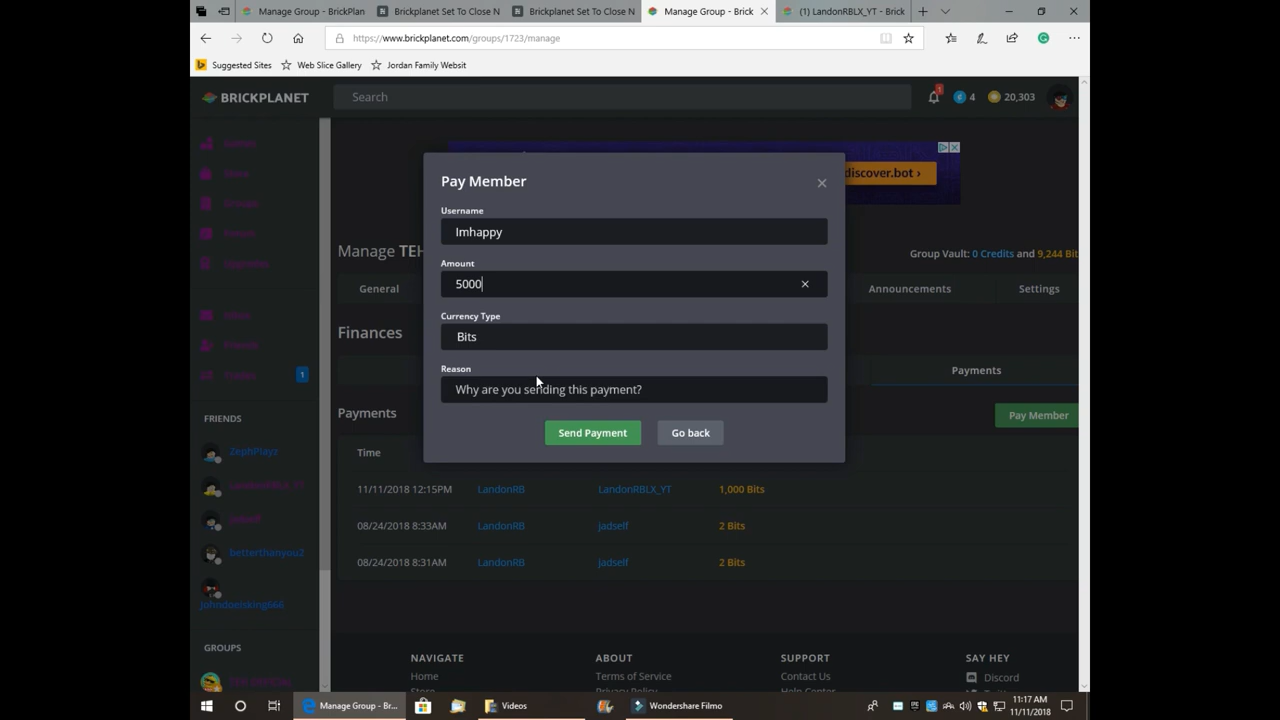 Manage Group - BrickPlan
Brickplanet Set To Close N
Brickplanet Set To Close N
Manage Group - Brick
(1) LandonRBLX_YT - Brick
https://www.brickplanet.com/groups/1723/manage
Suggested Sites
Web Slice Gallery
Jordan Family Websit
BRICKPLANET
Search
1
4
20,303
discover.bot ›
Pay Member
Username
Imhappy
Amount
5000
Currency Type
Bits
Reason
Why are you sending this payment?
Send Payment
Go back
Manage TEH
Group Vault: 0 Credits and 9,244 Bit
General
Announcements
Settings
Finances
Payments
Payments
Pay Member
Time
11/11/2018 12:15PM LandonRB LandonRBLX_YT 1,000 Bits
08/24/2018 8:33AM LandonRB jadself 2 Bits
08/24/2018 8:31AM LandonRB jadself 2 Bits
1
FRIENDS
ZephPlayz
jadself
betterthanyou2
johndoeisking666
GROUPS
NAVIGATE
Home
Store
ABOUT
Terms of Service
Privacy Policy
SUPPORT
Contact Us
Help Center
SAY HEY
Discord
Manage Group - Br...
Videos
Wondershare Filmo
11:17 AM
11/11/2018